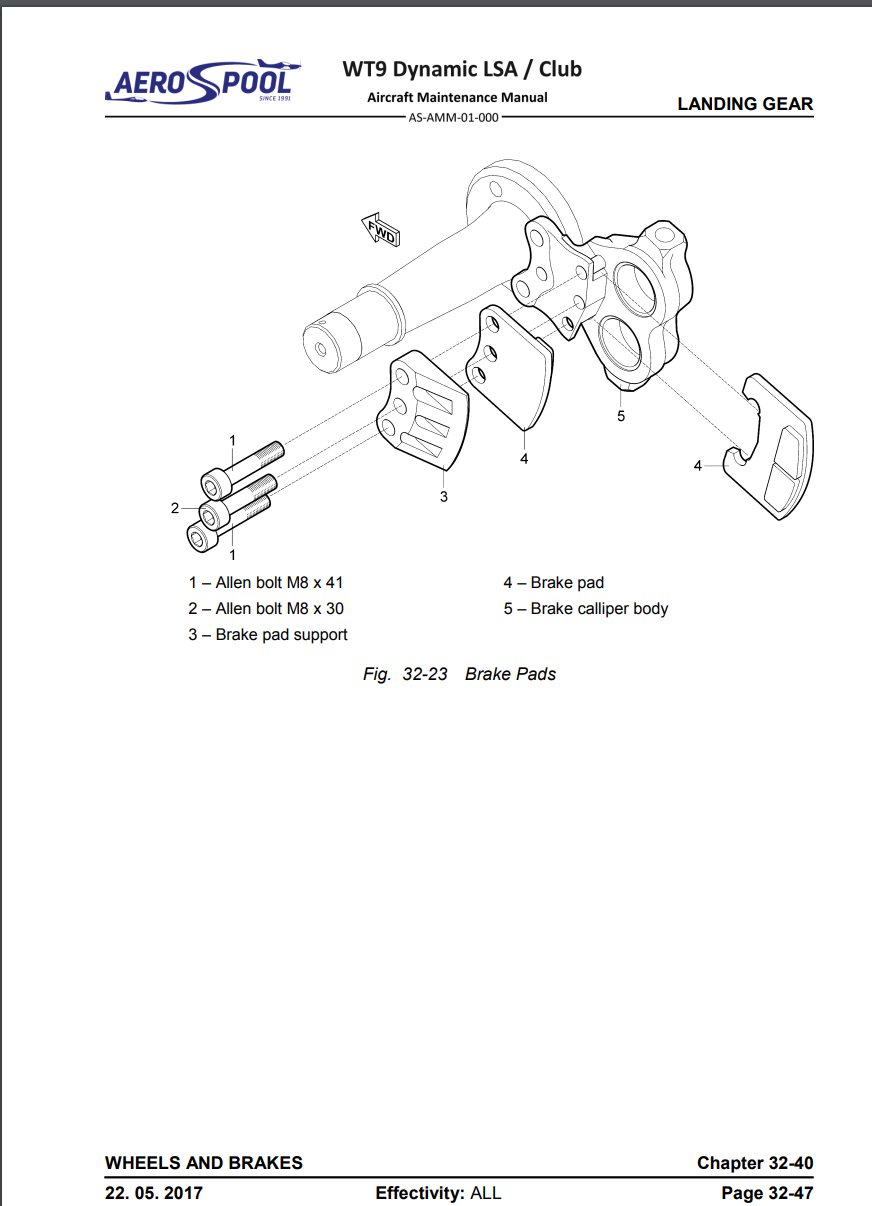 AEROSPOOL
SINCE 1991
WT9 Dynamic LSA / Club
Aircraft Maintenance Manual
AS-AMM-01-000
LANDING GEAR
FWD
1
2
1
3
4
5
4
1 – Allen bolt M8 x 41
2 – Allen bolt M8 x 30
3 – Brake pad support
4 – Brake pad
5 – Brake calliper body
Fig. 32-23 Brake Pads
WHEELS AND BRAKES
Chapter 32-40
22. 05. 2017
Effectivity: ALL
Page 32-47